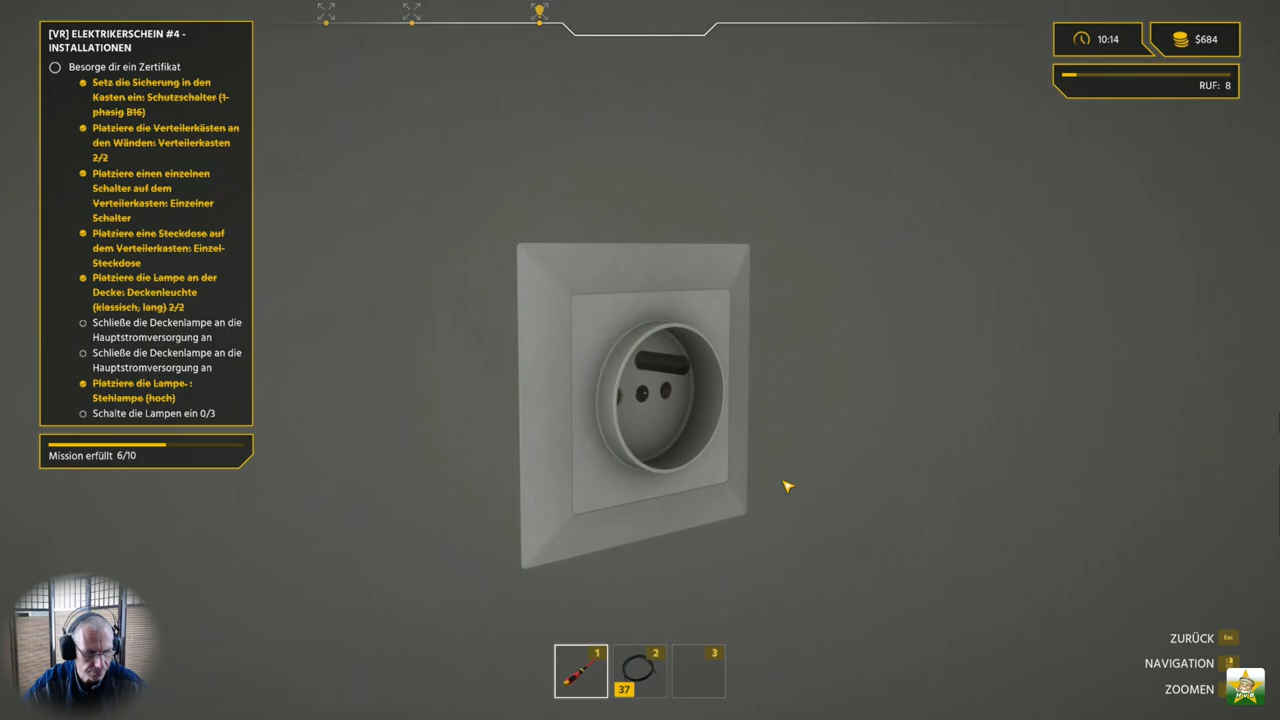 [VR] ELEKTRIKERSCHEIN #4 -
INSTALLATIONEN
Besorge dir ein Zertifikat
Setz die Sicherung in den
Kasten ein: Schutzschalter (1-
phasig B16)
Platziere die Verteilerkästen an
den Wänden: Verteilerkasten
2/2
Platziere einen einzelnen
Schalter auf dem
Verteilerkasten: Einzelner
Schalter
Platziere eine Steckdose auf
dem Verteilerkasten: Einzel-
Steckdose
Platziere die Lampe an der
Decke: Deckenleuchte
(klassisch, lang) 2/2
Schließe die Deckenlampe an die
Hauptstromversorgung an
Schließe die Deckenlampe an die
Hauptstromversorgung an
Platziere die Lampe :
Stehlampe (hoch)
Schalte die Lampen ein 0/3
Mission erfüllt 6/10
10:14
$684
RUF: 8
1
2
3
37
ZURÜCK Esc
NAVIGATION
ZOOMEN